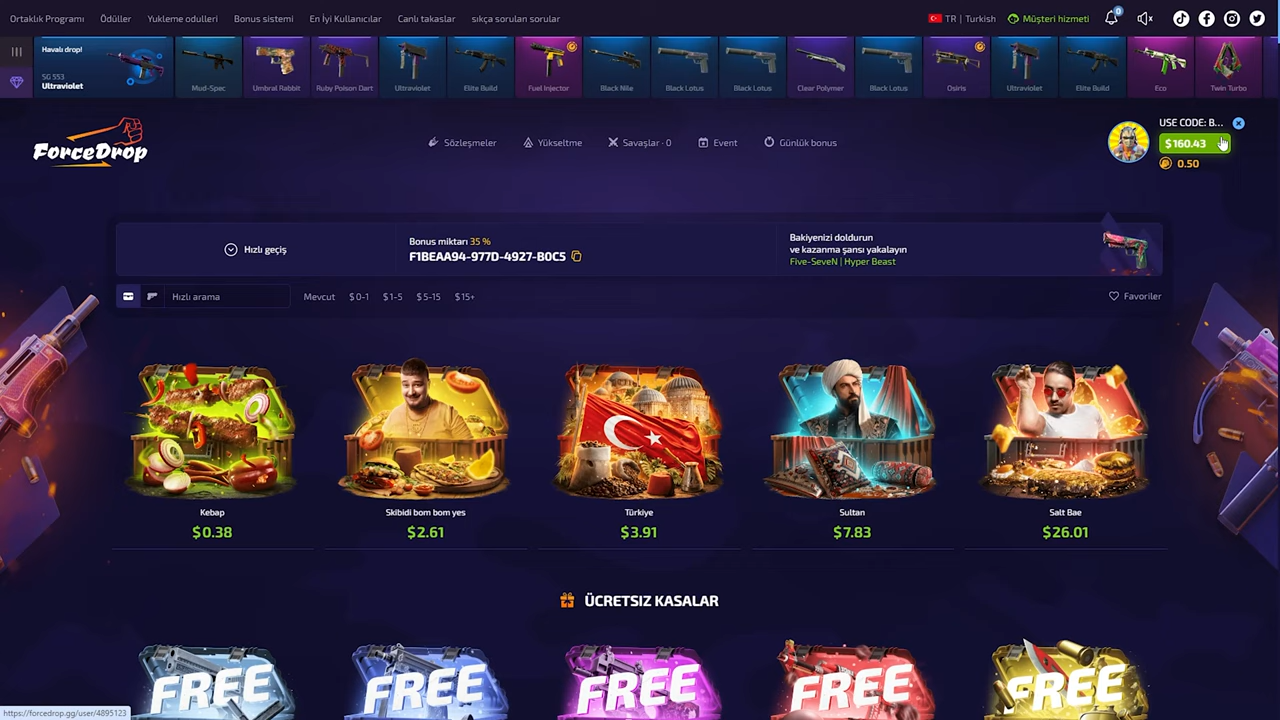 Ortaklık Programı Ödüller Yukleme odulleri Bonus sistemi En İyi Kullanıcılar Canlı takaslar sıkça sorulan sorular TR | Turkish Müşteri hizmeti 0
Havalı drop!
SG 553
Ultraviolet
Mud-Spec Umbral Rabbit Ruby Poison Dart Ultraviolet Elite Build Fuel Injector Black Nile Black Lotus Black Lotus Clear Polymer Black Lotus Osiris Ultraviolet Elite Build Eco Twin Turbo
ForceDrop
Sözleşmeler Yükseltme Savaşlar · 0 Event Günlük bonus
USE CODE: B...
$160.43
0.50
Hızlı geçiş
Bonus miktarı 35 %
F1BEAA94-977D-4927-B0C5
Bakiyenizi doldurun
ve kazanma şansı yakalayın
Five-SeveN | Hyper Beast
Hızlı arama Mevcut $ 0-1 $ 1-5 $ 5-15 $ 15+ Favoriler
Kebap Skibidi bom bom yes Türkiye Sultan Salt Bae
$0.38 $2.61 $3.91 $7.83 $26.01
ÜCRETSIZ KASALAR
FREE FREE FREE FREE FREE
https://forcedrop.gg/user/4895123